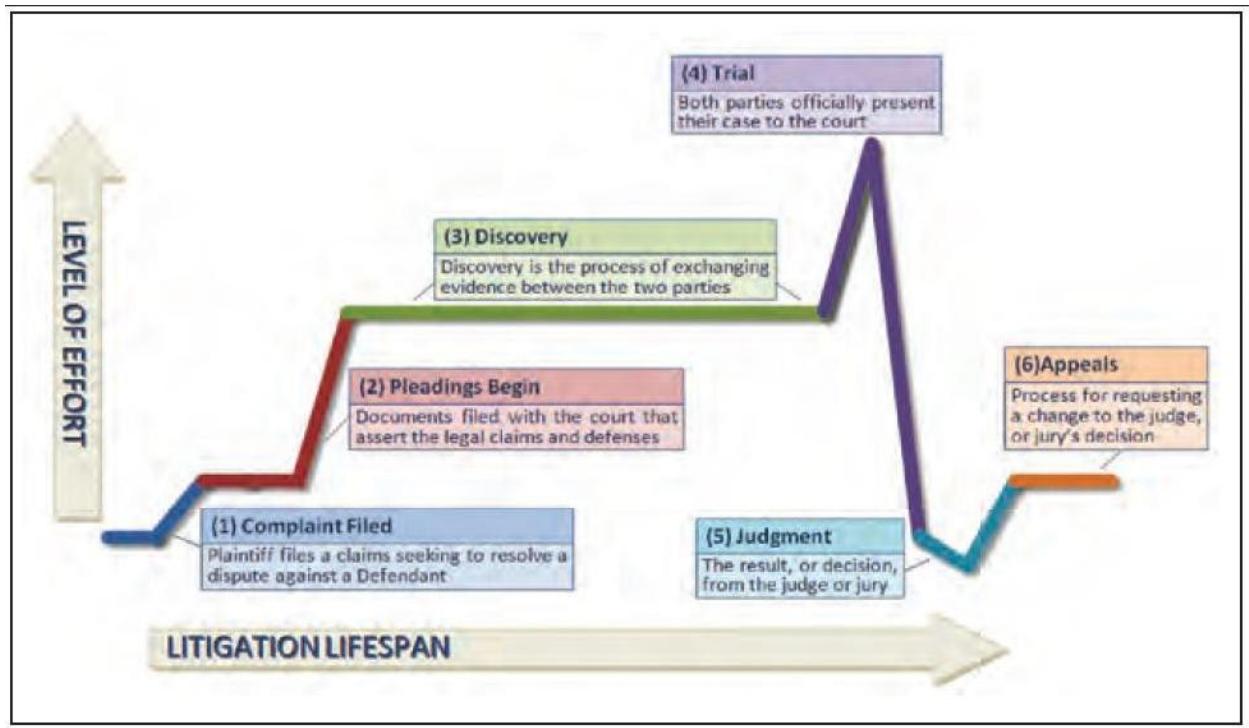 (4) Trial
Both parties officially present
their case to the court
LEVEL OF EFFORT
(3) Discovery
Discovery is the process of exchanging
evidence between the two parties
(2) Pleadings Begin
Documents filed with the court that
assert the legal claims and defenses
(6)Appeals
Process for requesting
a change to the judge,
or jury's decision
(1) Complaint Filed
Plaintiff files a claims seeking to resolve a
dispute against a Defendant
(5) Judgment
The result, or decision,
from the judge or jury
LITIGATION LIFESPAN